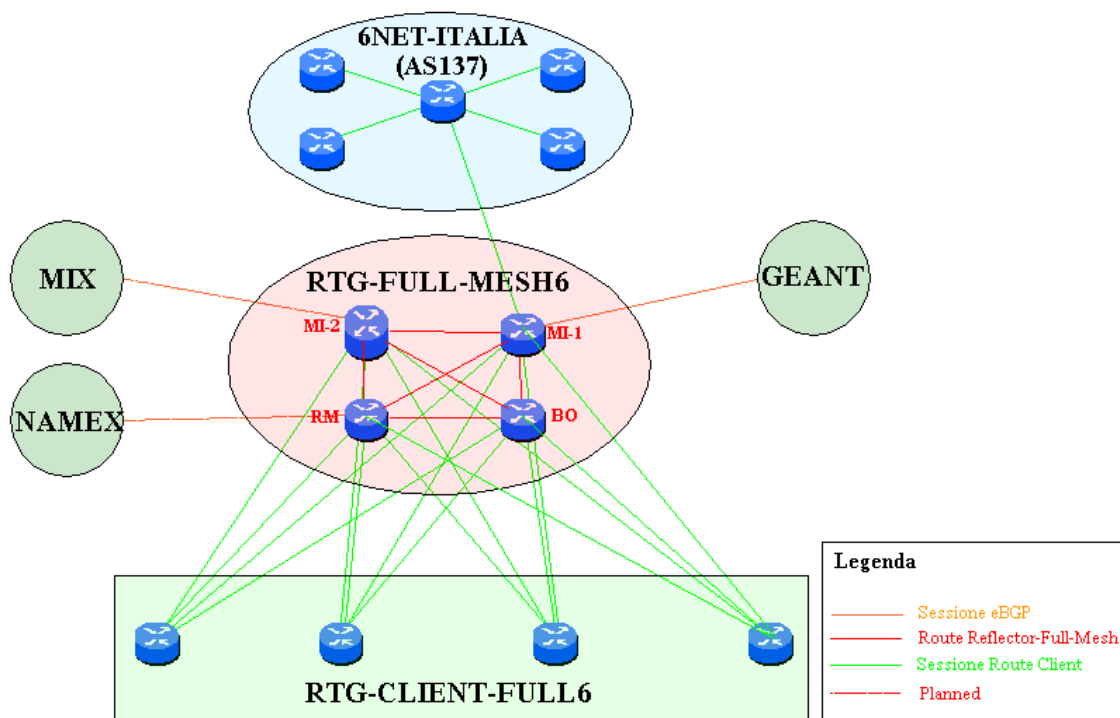 6NET-ITALIA
(AS137)
MIX
GEANT
RTG-FULL-MESH6
MI-2
MI-1
NAMEX
RM
BO
RTG-CLIENT-FULL6
Legenda
Sessione eBGP
Route Reflector-Full-Mesh
Sessione Route Client
Planned